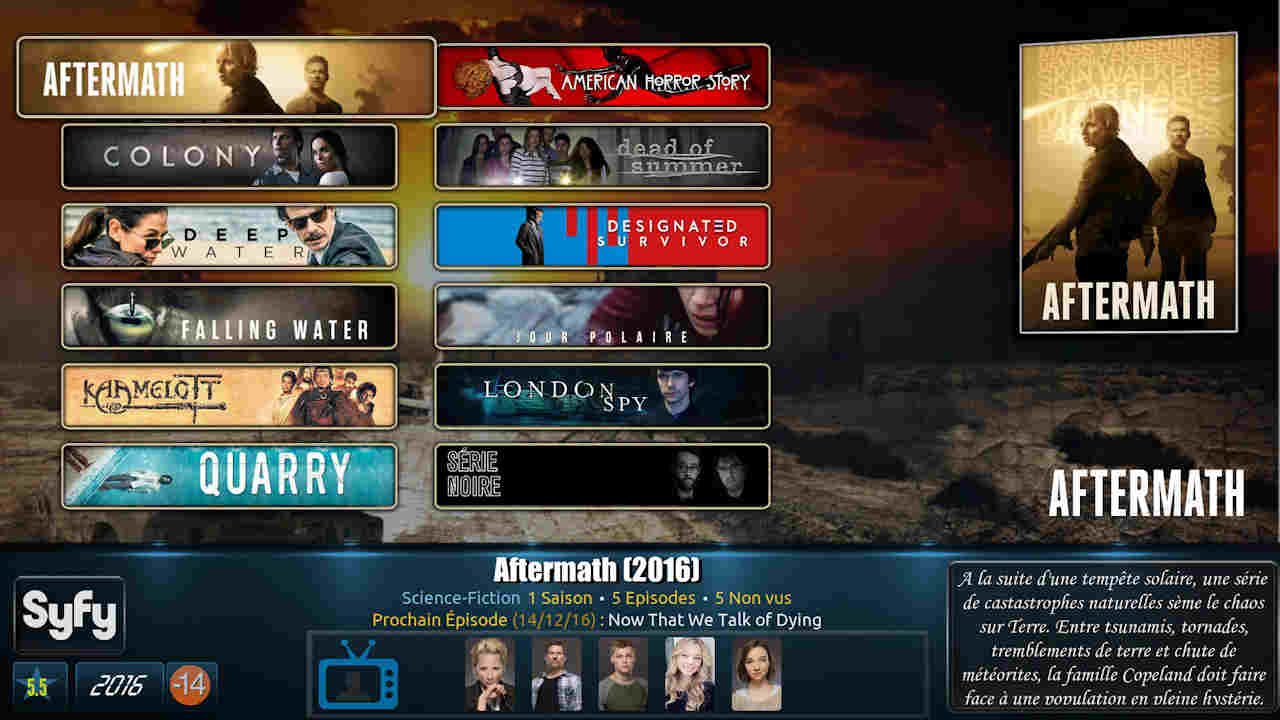 AFTERMATH
AMERICAN HORROR STORY
COLONY
dead of
summer
DEEP
WATER
DESIGNATED
SURVIVOR
FALLING WATER
JOUR POLAIRE
KAAMELOTT
LONDON
SPY
QUARRY
SÉRIE
NOIRE
MASS VANISHINGS
SOLAR FLARES
AFTERMATH
AFTERMATH
Syfy
5.5
2016
-14
Aftermath (2016)
Science-Fiction 1 Saison • 5 Episodes • 5 Non vus
Prochain Épisode (14/12/16) : Now That We Talk of Dying
A la suite d'une tempête solaire, une série
de castastrophes naturelles sème le chaos
sur Terre. Entre tsunamis, tornades,
tremblements de terre et chute de
météorites, la famille Copeland doit faire
face à une population en pleine hystérie.